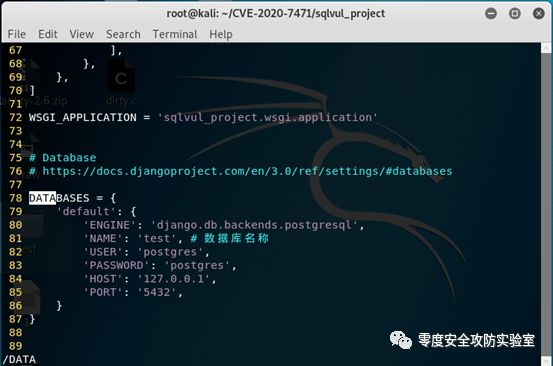 root@kali: ~/CVE-2020-7471/sqlvul_project
File Edit View Search Terminal Help
67 ],
68 },
69 },
70 ]
71
72 WSGI_APPLICATION = 'sqlvul_project.wsgi.application'
73
74
75 # Database
76 # https://docs.djangoproject.com/en/3.0/ref/settings/#databases
77
78 DATABASES = {
79 'default': {
80 'ENGINE': 'django.db.backends.postgresql',
81 'NAME': 'test', # 数据库名称
82 'USER': 'postgres',
83 'PASSWORD': 'postgres',
84 'HOST': '127.0.0.1',
85 'PORT': '5432',
86 }
87 }
88
89
/DATA
零度安全攻防实验室
-2.6.zip
dirty.c